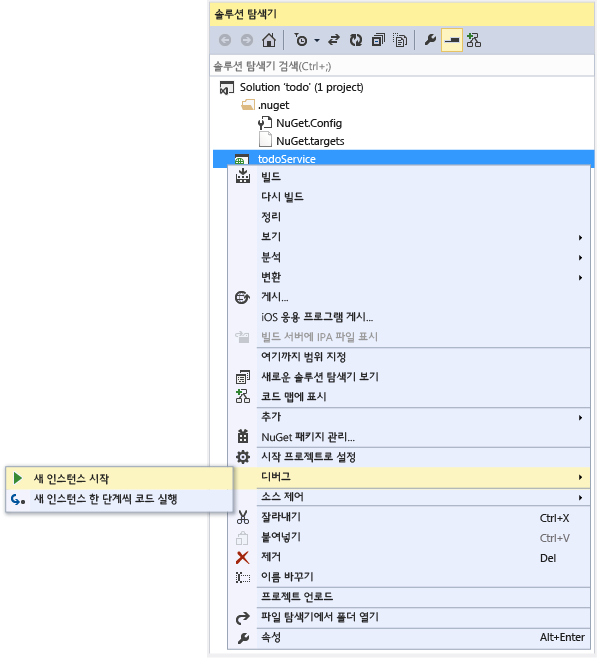 솔루션 탐색기
솔루션 탐색기 검색(Ctrl+;)
Solution 'todo' (1 project)
.nuget
NuGet.Config
NuGet.targets
todoService
빌드
다시 빌드
정리
보기
분석
변환
게시...
iOS 응용 프로그램 게시...
빌드 서버에 IPA 파일 표시
여기까지 범위 지정
새로운 솔루션 탐색기 보기
코드 맵에 표시
추가
NuGet 패키지 관리...
시작 프로젝트로 설정
디버그
새 인스턴스 시작
새 인스턴스 한 단계씩 코드 실행
소스 제어
잘라내기 Ctrl+X
붙여넣기 Ctrl+V
제거 Del
이름 바꾸기
프로젝트 언로드
파일 탐색기에서 폴더 열기
속성 Alt+Enter